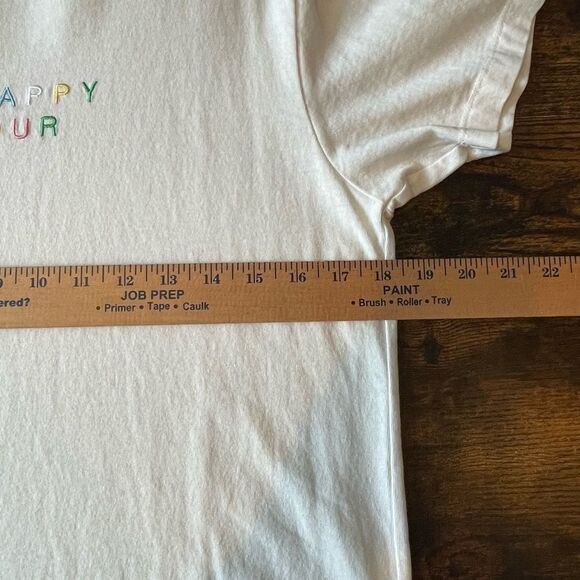 APPY
OUR
9 10 11 12 13 14 15 16 17 18 19 20 21 22
ered? JOB PREP PAINT
• Primer • Tape • Caulk • Brush • Roller • Tray